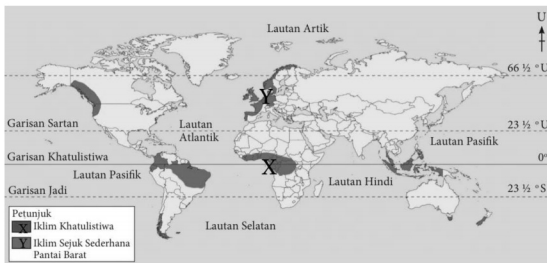 Lautan Artik
U
66 ½ °U
Y
Garisan Sartan
Lautan
Atlantik
23 ½ °U
Lautan Pasifik
Garisan Khatulistiwa
0°
X
Lautan Pasifik
Lautan Hindi
Garisan Jadi
23 ½ °S
Petunjuk
X Iklim Khatulistiwa
Y Iklim Sejuk Sederhana
Pantai Barat
Lautan Selatan